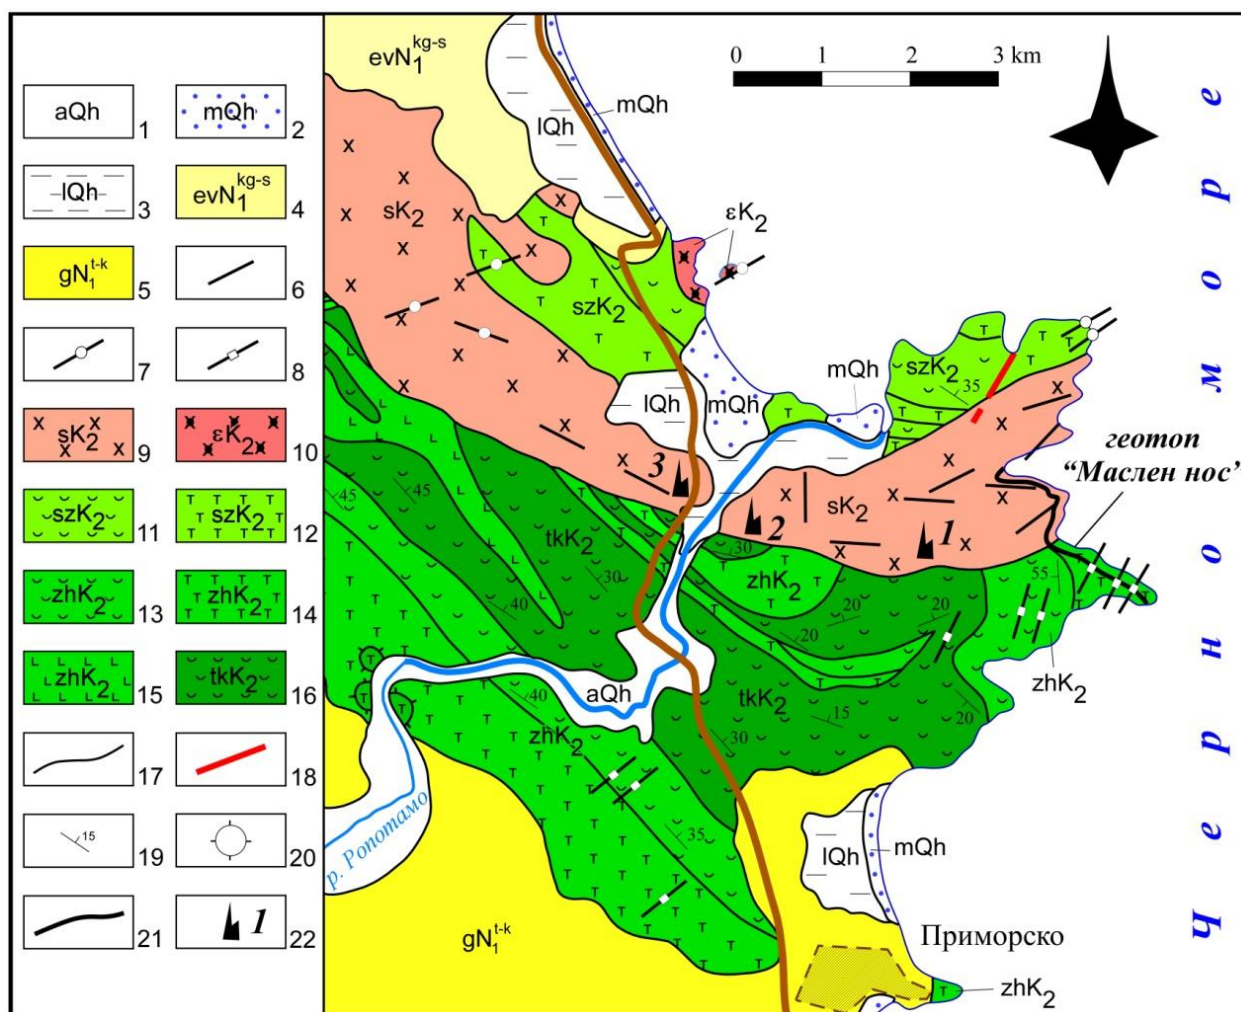 aQh
1
mQh
2
lQh
3
evN₁ᵏᵍ⁻ˢ
4
gN₁ᵗ⁻ᵏ
5
6
7
8
sK₂
9
εK₂
10
szK₂
11
szK₂
12
zhK₂
13
zhK₂
14
zhK₂
15
tkK₂
16
17
18
15
19
20
21
1
22
evN₁ᵏᵍ⁻ˢ
0 1 2 3 km
mQh
lQh
sK₂
εK₂
szK₂
mQh
szK₂
35
lQh
mQh
геотоп
“Маслен нос”
45
45
3
sK₂
2
1
tkK₂
30
30
zhK₂
55
20
20
20
40
zhK₂
aQh
tkK₂
15
20
40
zhK₂
30
р. Ропотамо
35
lQh
mQh
gN₁ᵗ⁻ᵏ
Приморско
zhK₂
Черно море